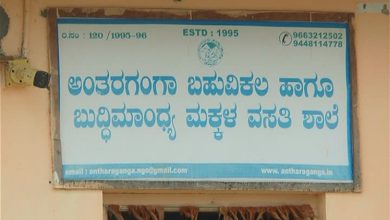 ರಿ.ನಂ : 120 /1995-96
ESTD : 1995
9663212502
9448114778
ಅಂತರಗಂಗಾ ಬಹುವಿಕಲ ಹಾಗೂ
ಬುದ್ಧಿಮಾಂಧ್ಯ ಮಕ್ಕಳ ವಸತಿ ಶಾಲೆ
email : antharaganga.ngo@gmail.com
www.antharaganga.in